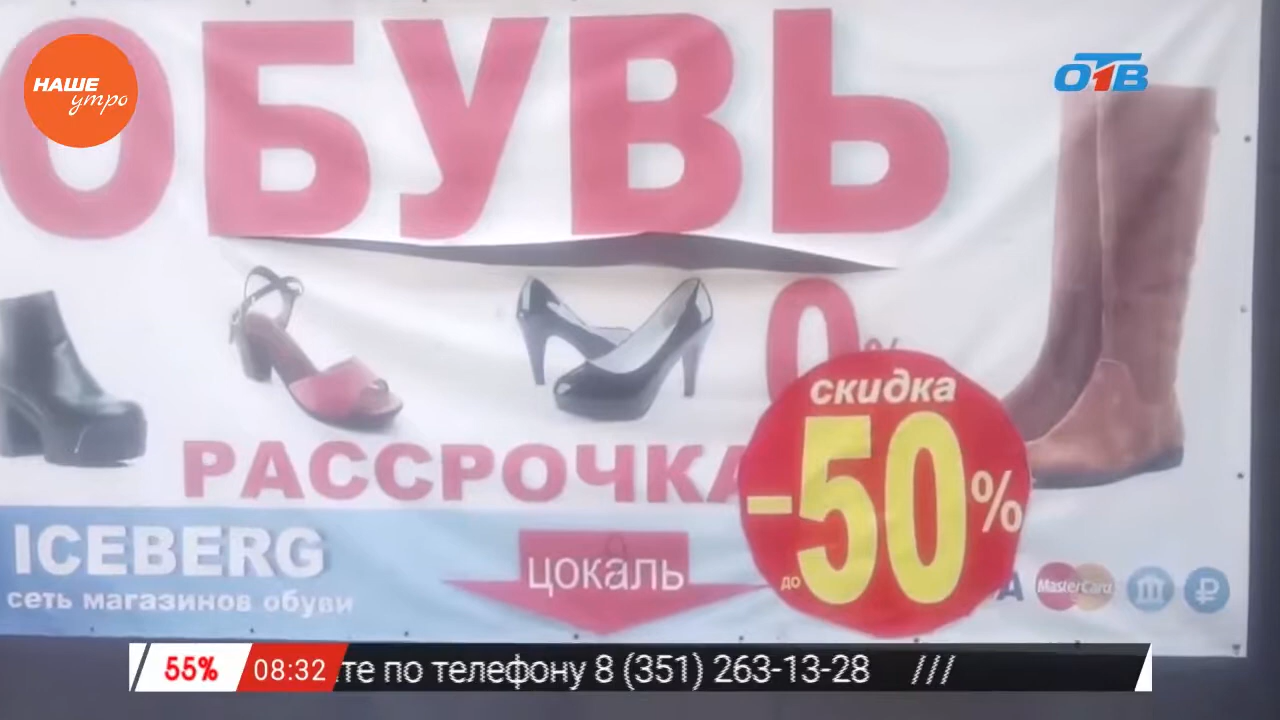 НАШЕ
утро
ОТВ
ОБУВЬ
0%
РАССРОЧКА
скидка
до -50%
ICEBERG
сеть магазинов обуви
цокаль
MasterCard
55% 08:32 те по телефону 8 (351) 263-13-28 ///